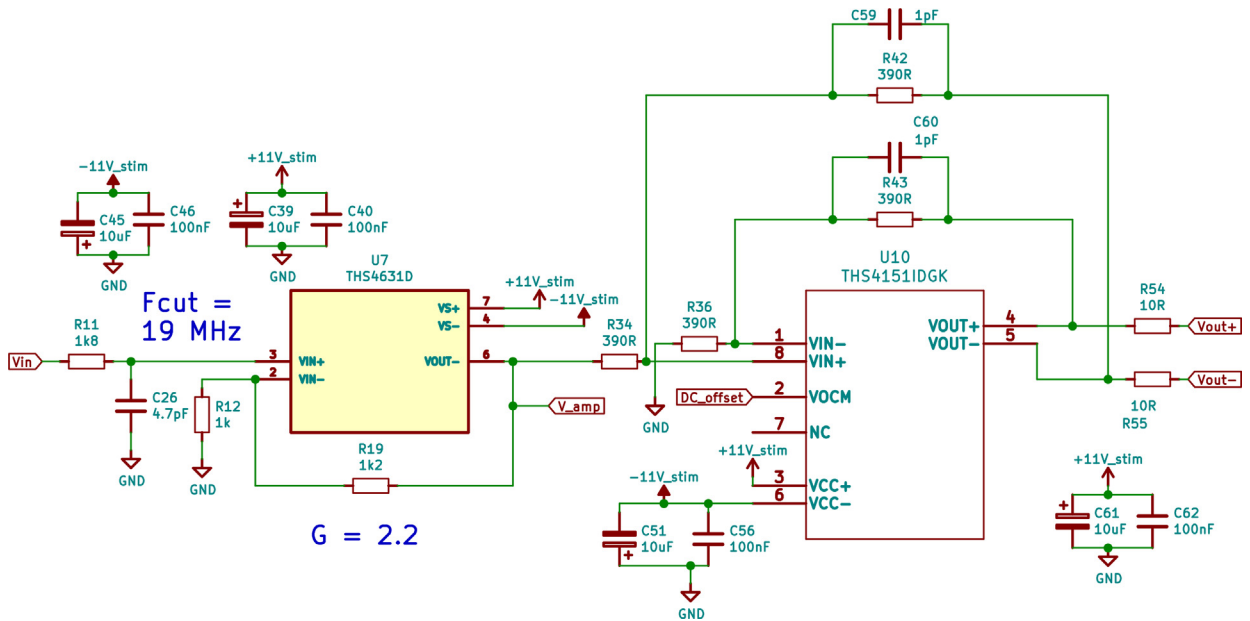 C59
1pF
R42
390R
C60
1pF
R43
390R
-11V_stim
C45
10uF
C46
100nF
GND
+11V_stim
C39
10uF
C40
100nF
GND
Fcut =
19 MHz
U7
THS4631D
VS+
7
VS-
4
VIN+
3
VIN-
2
VOUT-
6
+11V_stim
-11V_stim
R11
1k8
Vin
C26
4.7pF
GND
R12
1k
GND
R19
1k2
G = 2.2
V_amp
R34
390R
R36
390R
GND
DC_offset
U10
THS4151IDGK
1
VIN-
8
VIN+
2
VOCM
7
NC
3
VCC+
6
VCC-
VOUT+
4
VOUT-
5
+11V_stim
-11V_stim
C51
10uF
C56
100nF
GND
R54
10R
Vout+
Vout-
10R
R55
+11V_stim
C61
10uF
C62
100nF
GND